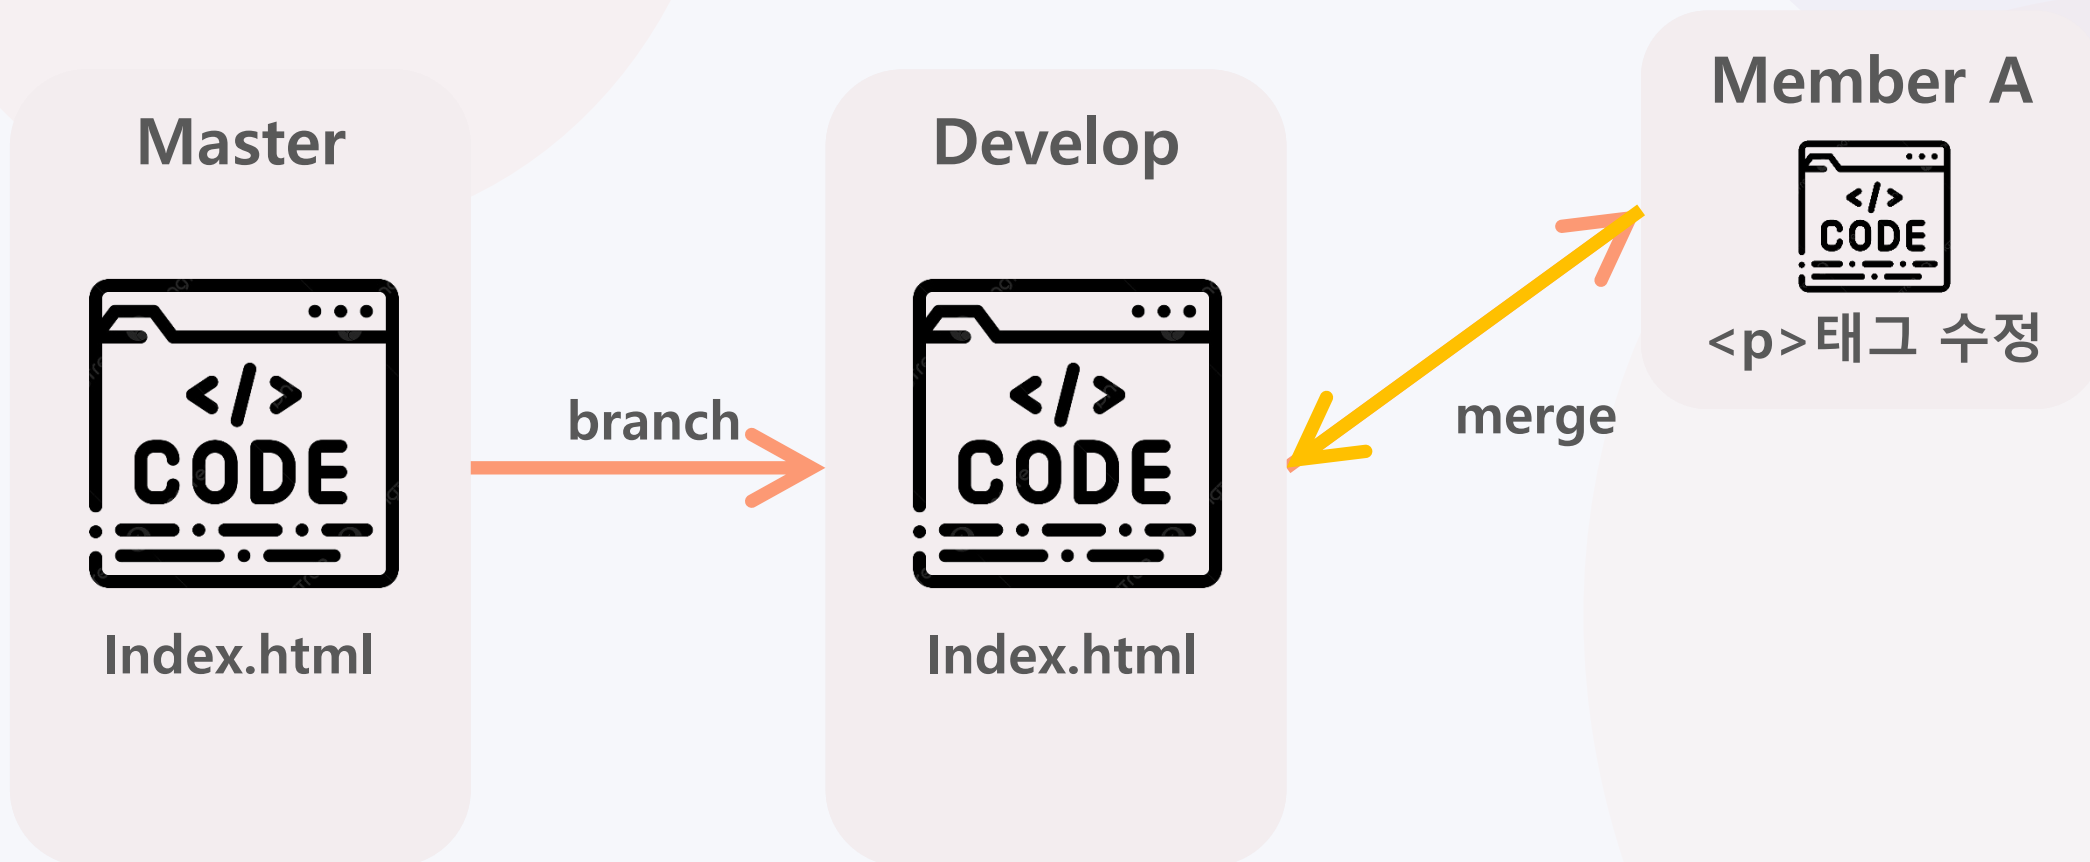 Master
</>
CODE
Index.html
branch
Develop
</>
CODE
Index.html
merge
Member A
</>
CODE
<p>태그 수정